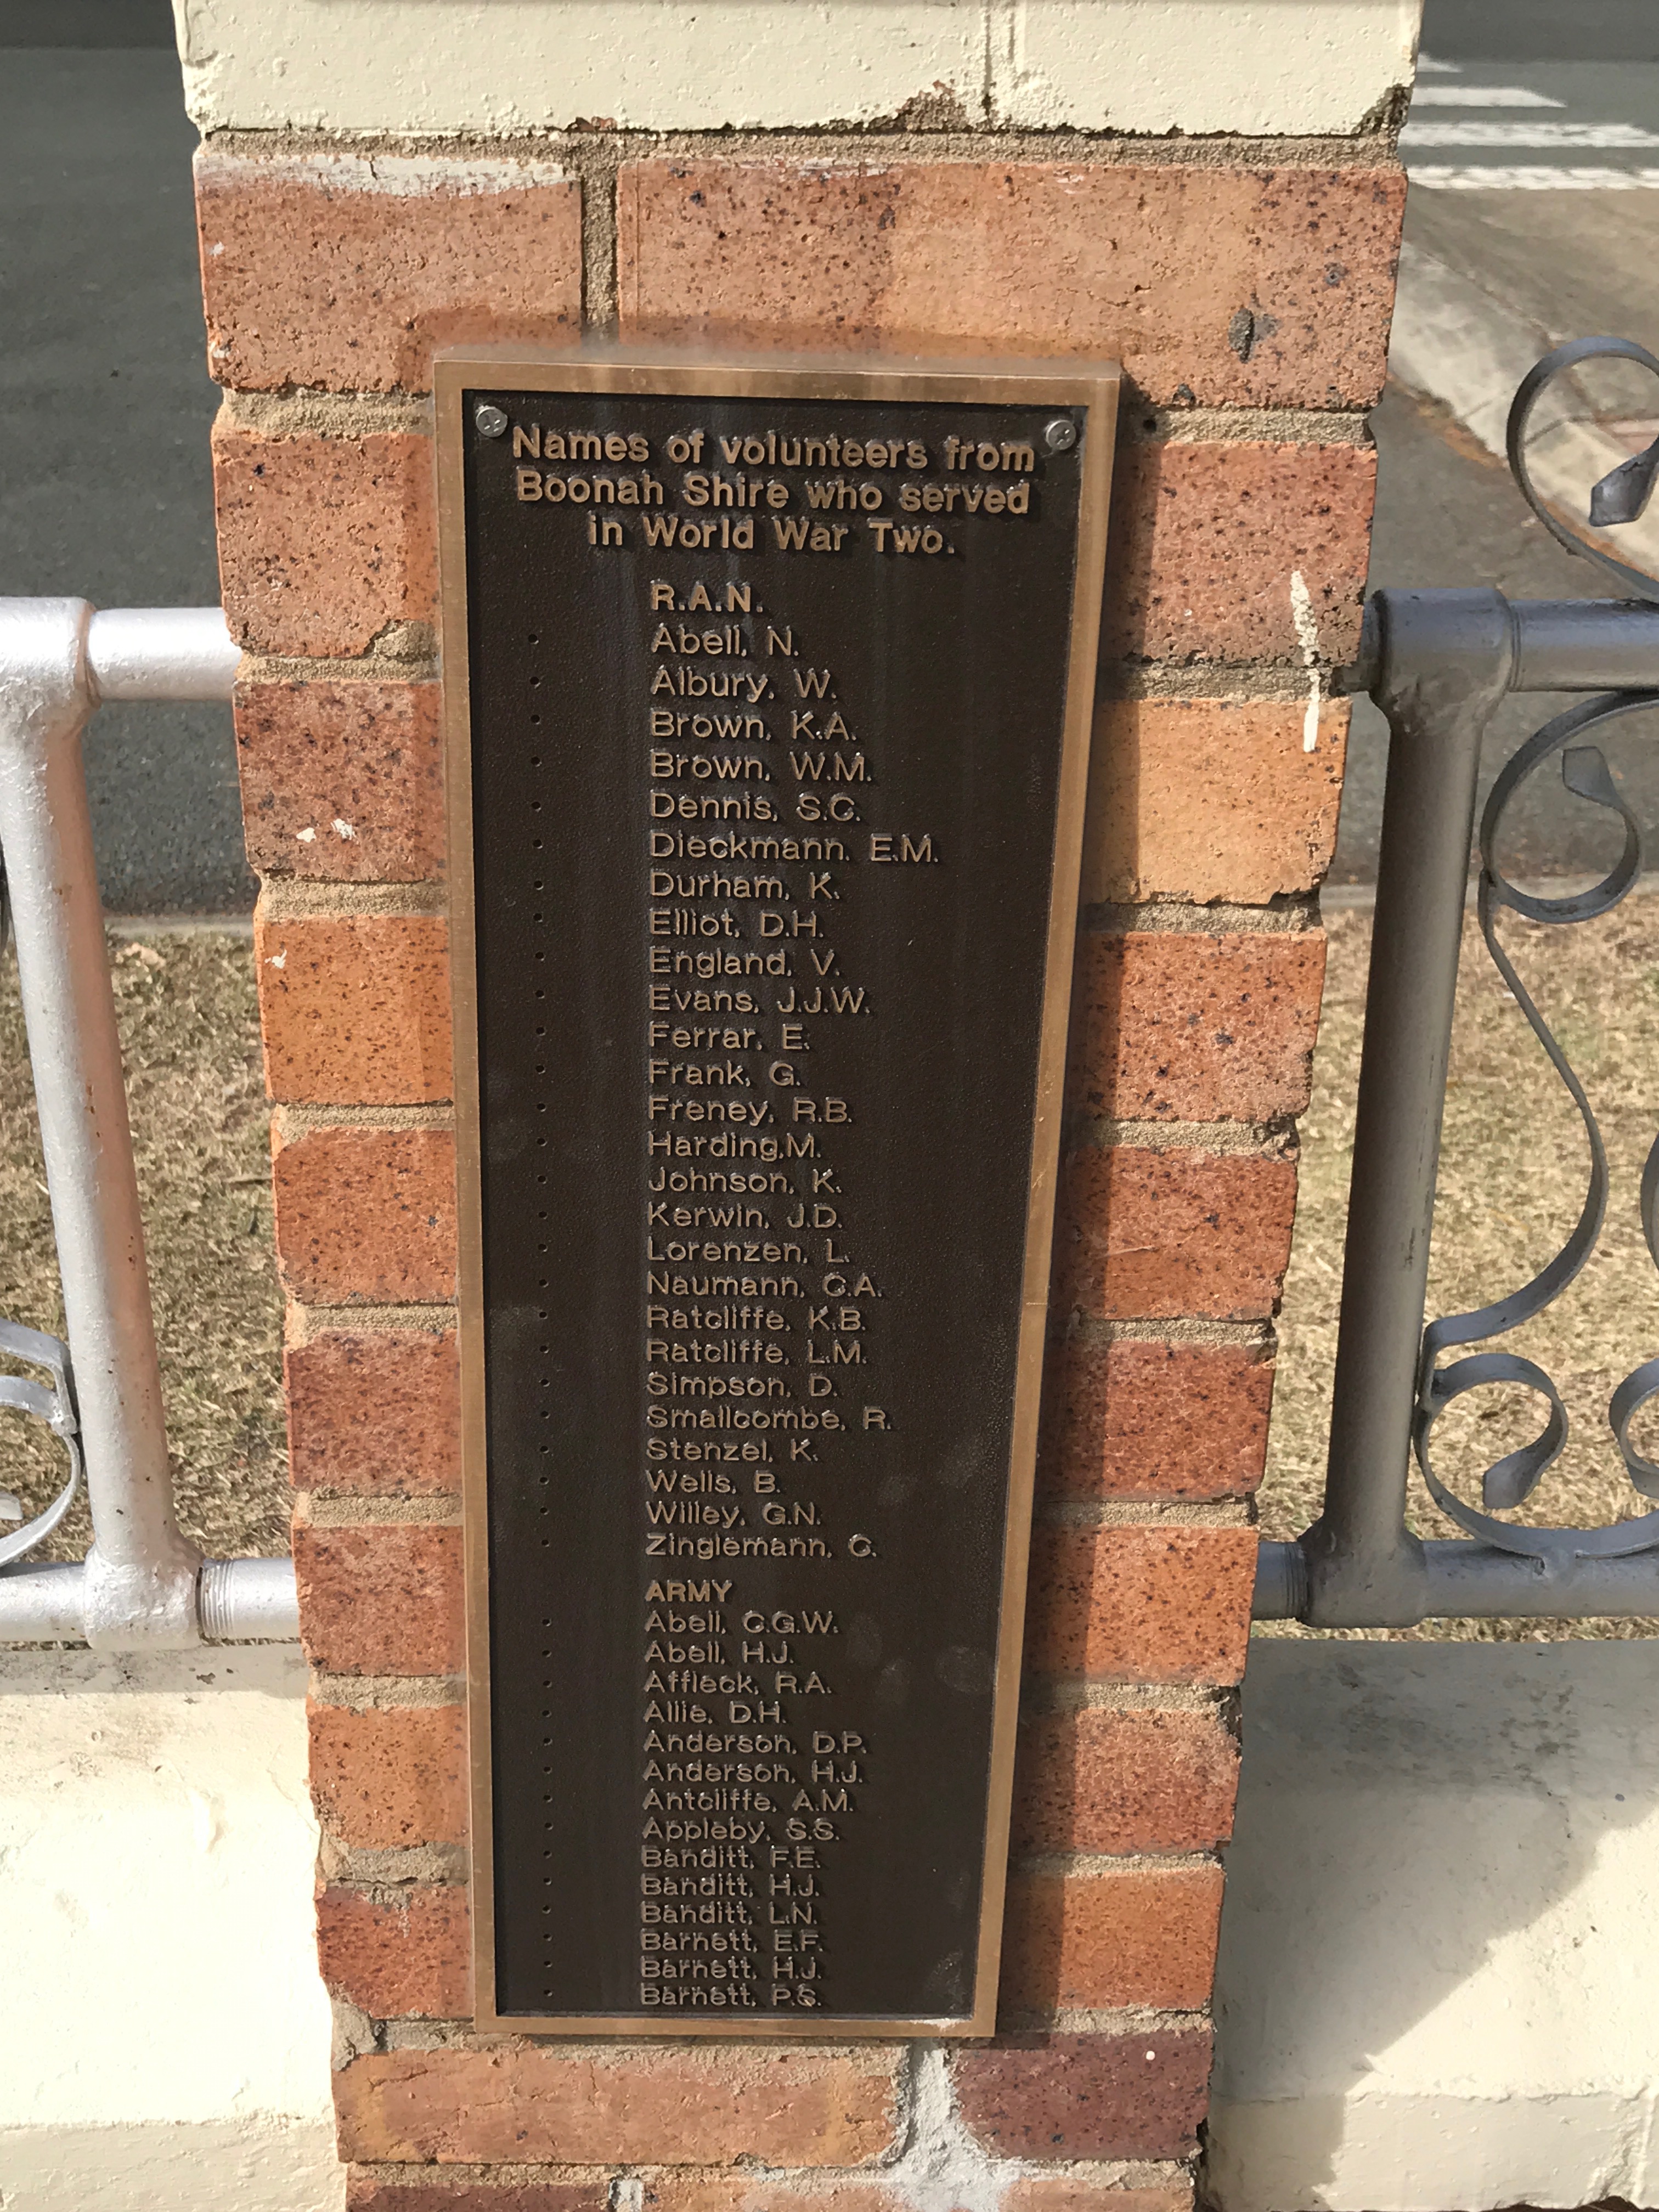 Names of volunteers from
Boonah Shire who served
in World War Two.
R.A.N.
Abell, N.
Albury, W.
Brown, K.A.
Brown, W.M.
Dennis, S.C.
Dieckmann, E.M.
Durham, K.
Elliot, D.H.
England, V.
Evans, J.J.W.
Ferrar, E.
Frank, G.
Freney, R.B.
Harding,M.
Johnson, K.
Kerwin, J.D.
Lorenzen, L.
Naumann, C.A.
Ratcliffe, K.B.
Ratcliffe, L.M.
Simpson, D.
Smallcombe, R.
Stenzel, K.
Wells, B.
Willey, G.N.
Zinglemann, C.
ARMY
Abell, C.G.W.
Abell, H.J.
Affleck, R.A.
Allie, D.H.
Anderson, D.P.
Anderson, H.J.
Antcliffe, A.M.
Appleby, S.S.
Banditt, F.E.
Banditt, H.J.
Banditt, L.N.
Barnett, E.F.
Barnett, H.J.
Barnett, P.S.